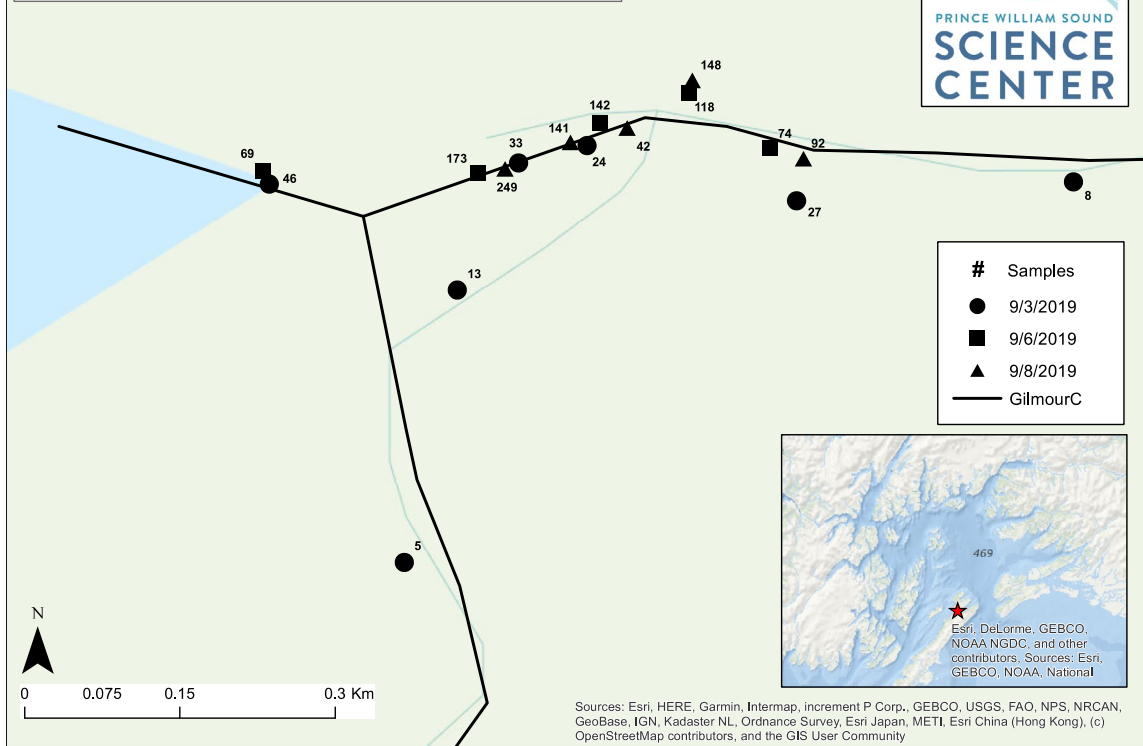 PRINCE WILLIAM SOUND
SCIENCE
CENTER
148
118
142
141
42
33
24
74
92
69
46
173
249
27
8
13
5
# Samples
9/3/2019
9/6/2019
9/8/2019
GilmourC
469
Esri, DeLorme, GEBCO,
NOAA NGDC, and other
contributors, Sources: Esri,
GEBCO, NOAA, National
N
0 0.075 0.15 0.3 Km
Sources: Esri, HERE, Garmin, Intermap, increment P Corp., GEBCO, USGS, FAO, NPS, NRCAN,
GeoBase, IGN, Kadaster NL, Ordnance Survey, Esri Japan, METI, Esri China (Hong Kong), (c)
OpenStreetMap contributors, and the GIS User Community